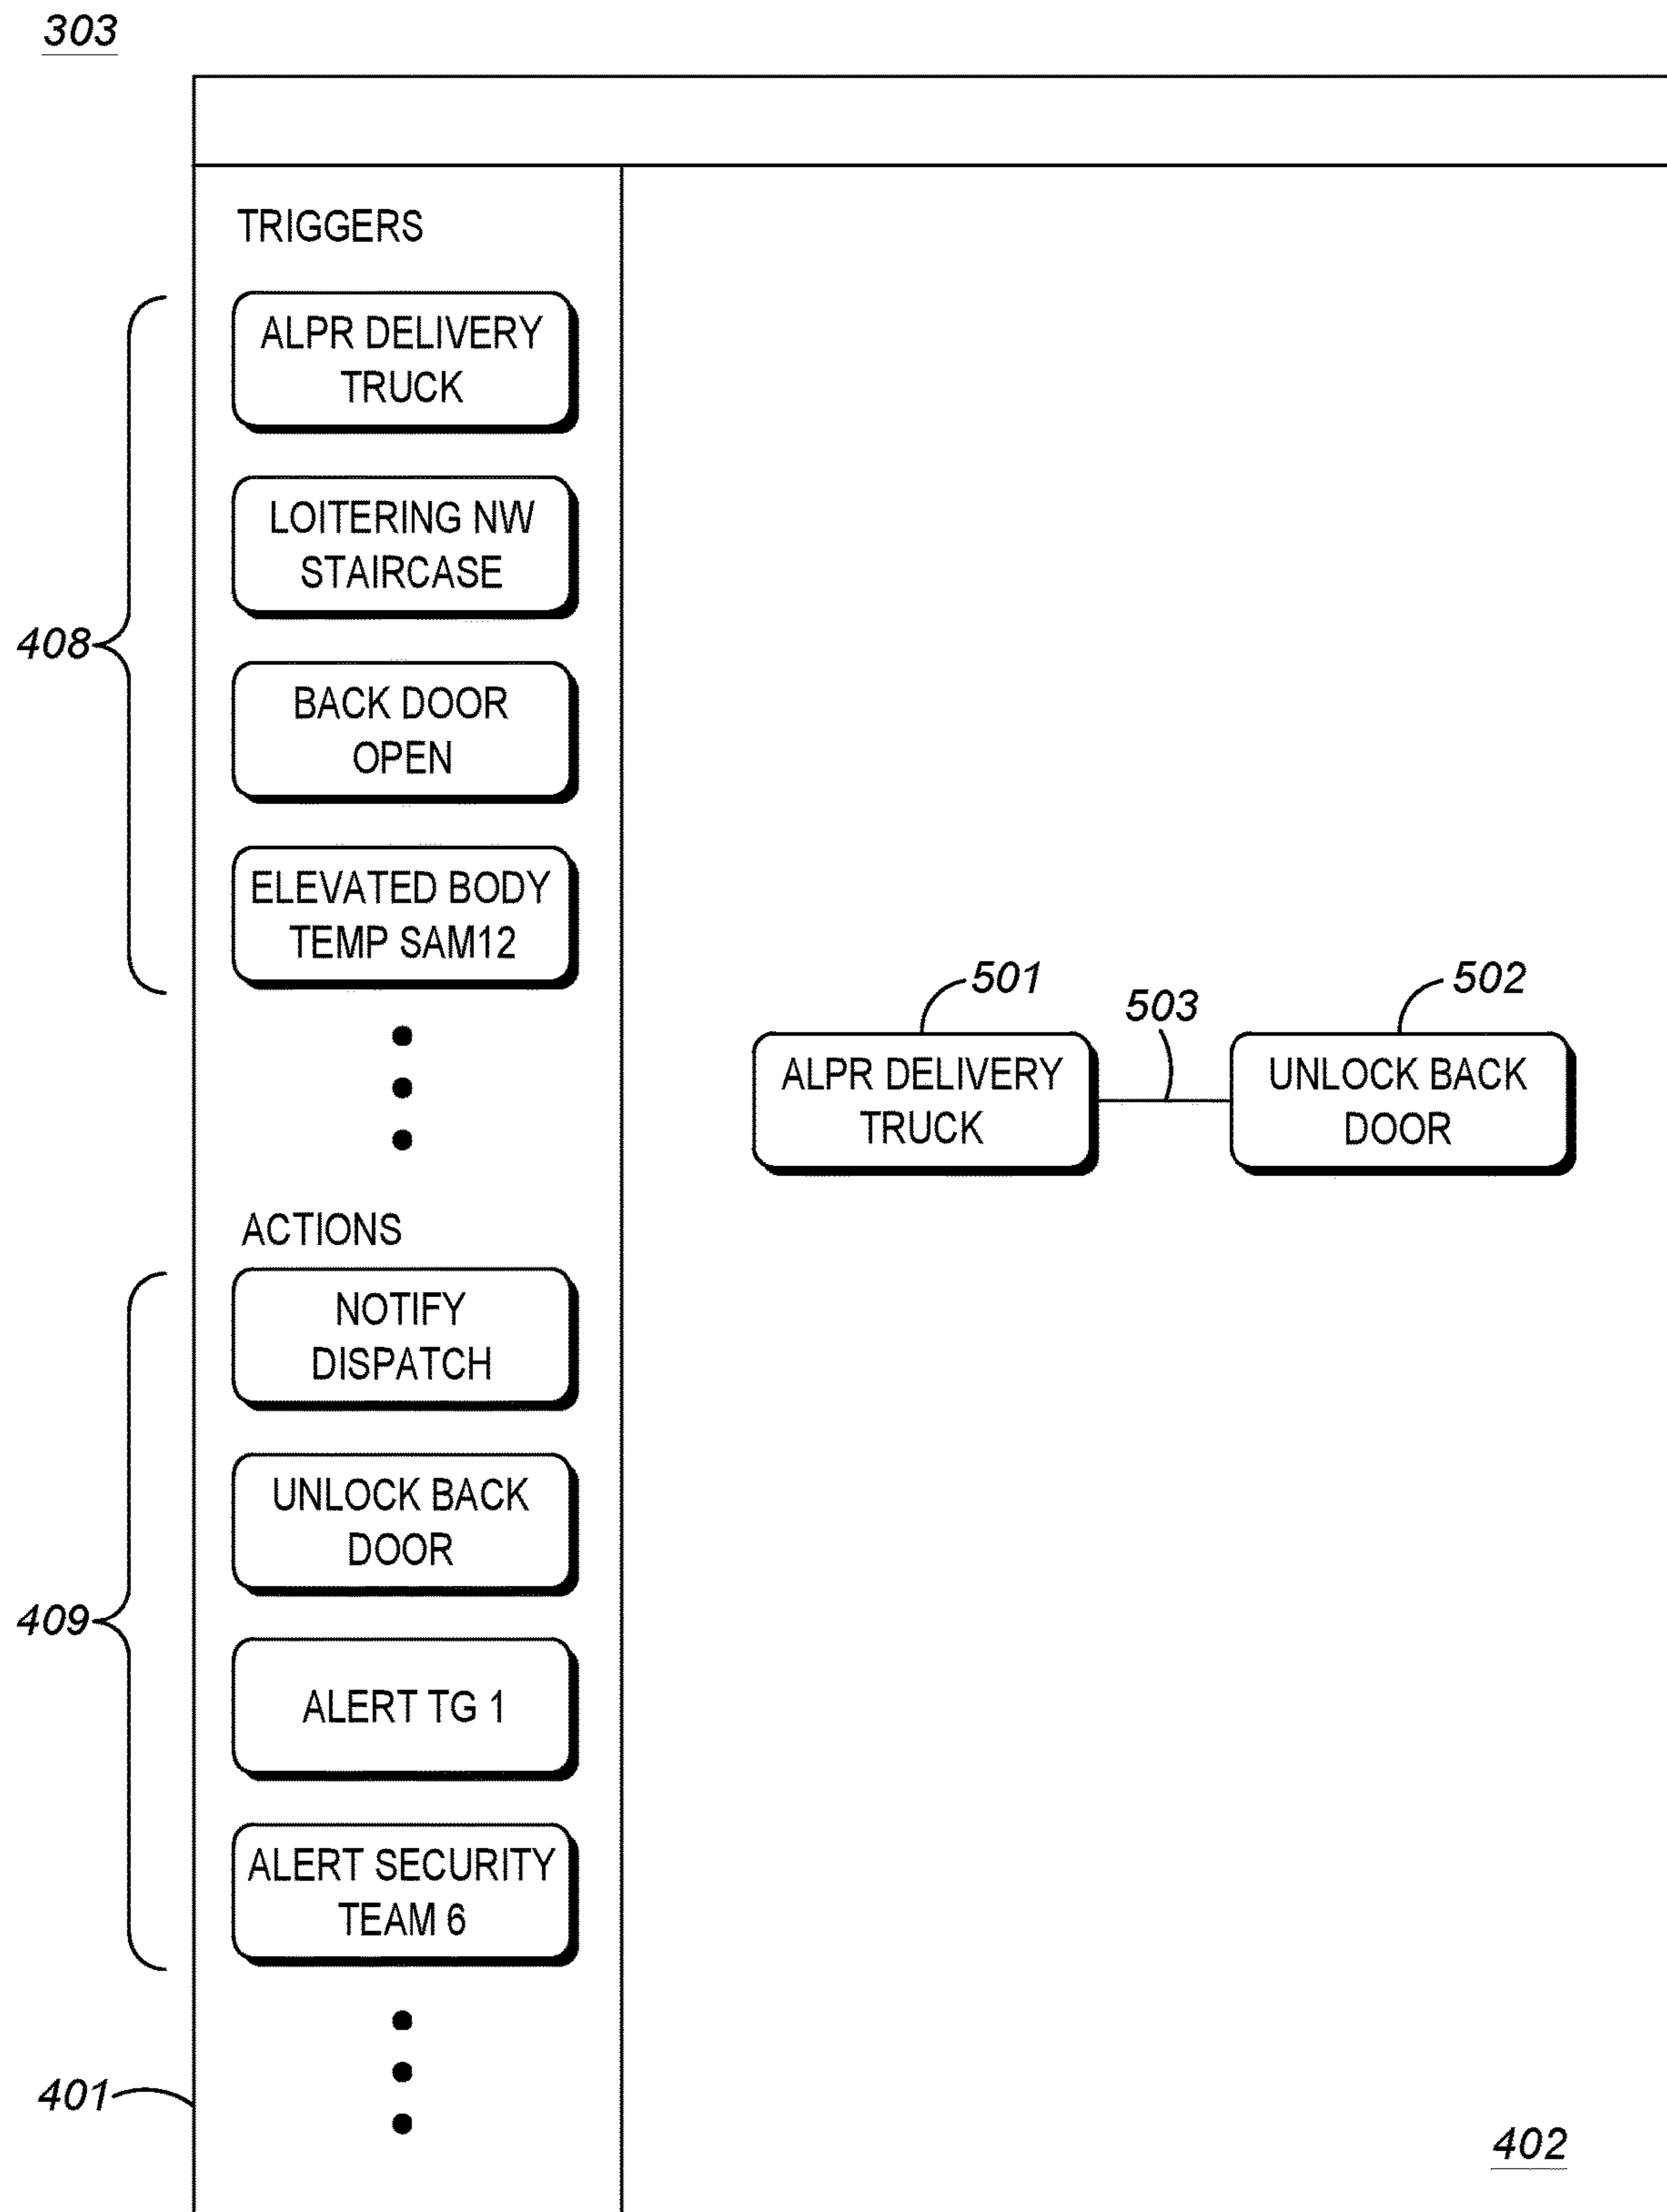 303
TRIGGERS
ALPR DELIVERY
TRUCK
LOITERING NW
STAIRCASE
408
BACK DOOR
OPEN
ELEVATED BODY
TEMP SAM12
501
503
502
ALPR DELIVERY
TRUCK
UNLOCK BACK
DOOR
ACTIONS
NOTIFY
DISPATCH
UNLOCK BACK
DOOR
409
ALERT TG 1
ALERT SECURITY
TEAM 6
401
402